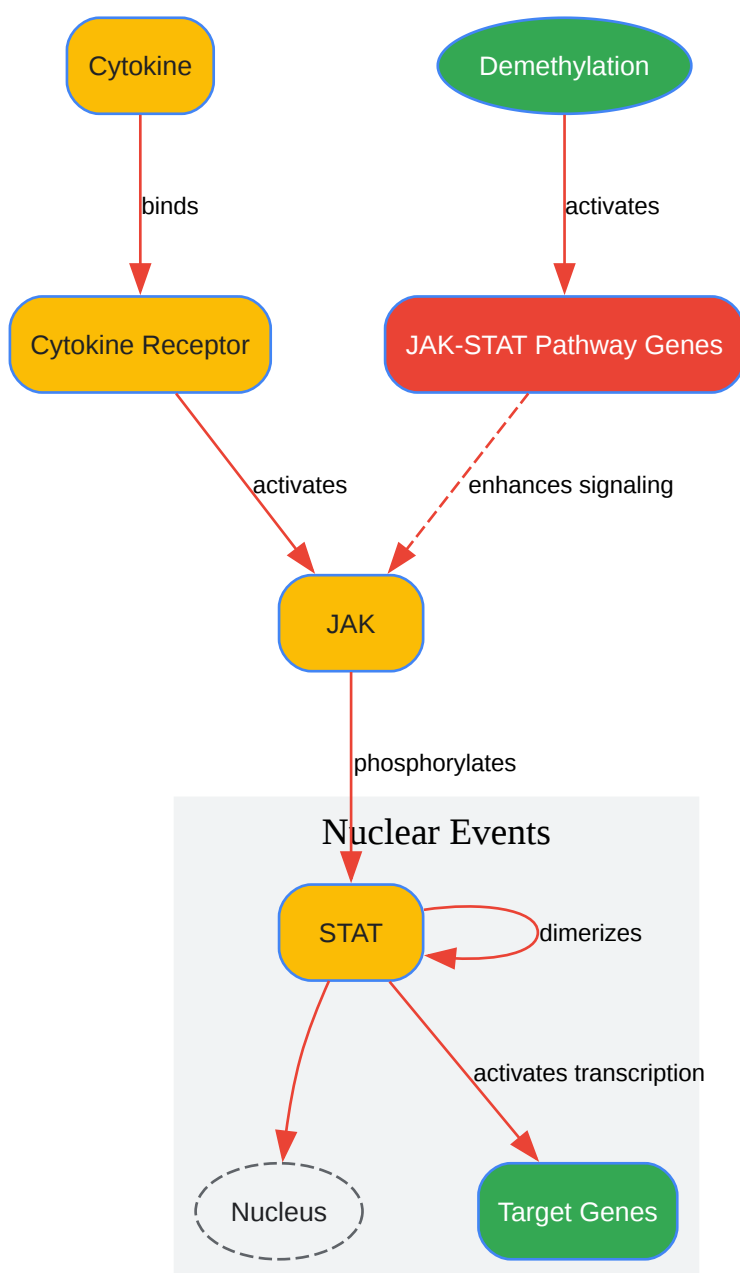 Cytokine
Demethylation
binds
activates
Cytokine Receptor
JAK-STAT Pathway Genes
activates
enhances signaling
JAK
phosphorylates
Nuclear Events
STAT
dimerizes
activates transcription
Nucleus
Target Genes